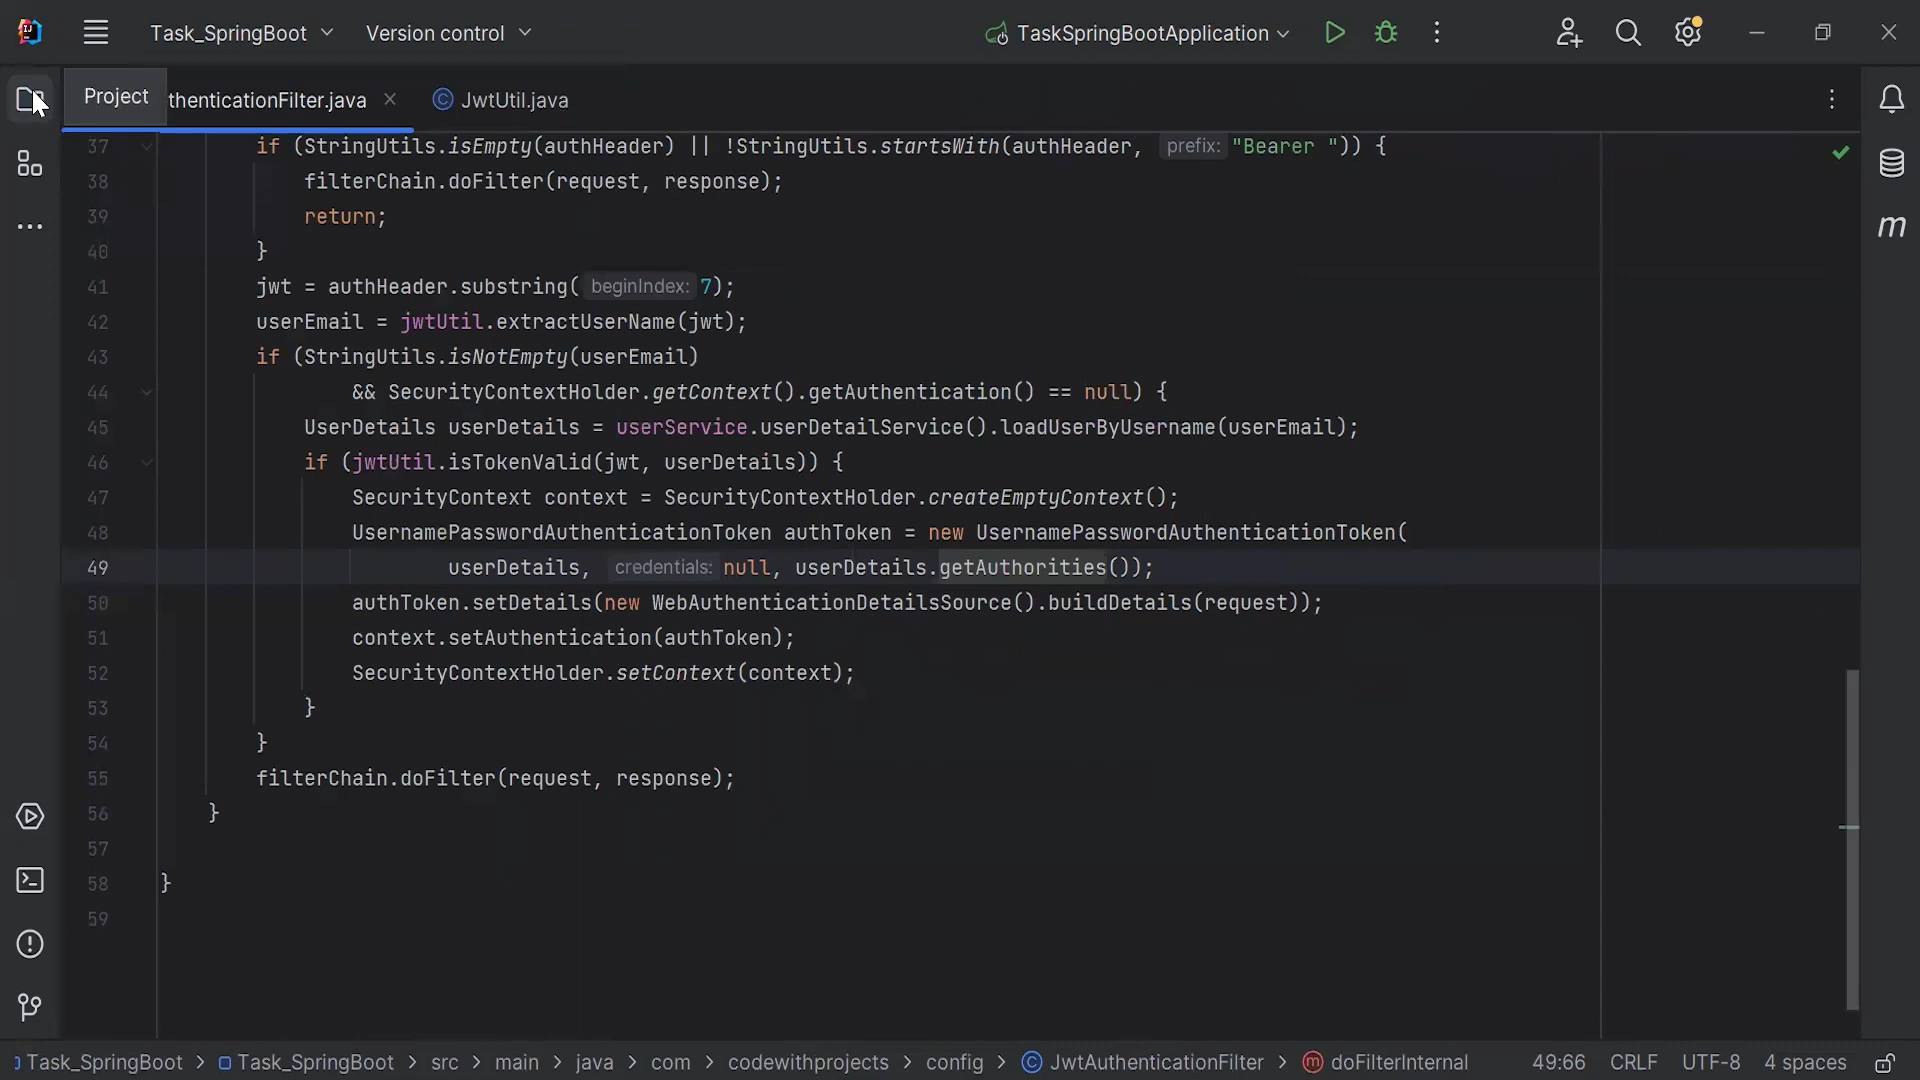 Task_SpringBoot
Version control
TaskSpringBootApplication
Project
thenticationFilter.java
JwtUtil.java
37 if (StringUtils.isEmpty(authHeader) || !StringUtils.startsWith(authHeader, prefix: "Bearer ")) {
38 filterChain.doFilter(request, response);
39 return;
40 }
41 jwt = authHeader.substring( beginIndex: 7);
42 userEmail = jwtUtil.extractUserName(jwt);
43 if (StringUtils.isNotEmpty(userEmail)
44 && SecurityContextHolder.getContext().getAuthentication() == null) {
45 UserDetails userDetails = userService.userDetailService().loadUserByUsername(userEmail);
46 if (jwtUtil.isTokenValid(jwt, userDetails)) {
47 SecurityContext context = SecurityContextHolder.createEmptyContext();
48 UsernamePasswordAuthenticationToken authToken = new UsernamePasswordAuthenticationToken(
49 userDetails, credentials: null, userDetails.getAuthorities());
50 authToken.setDetails(new WebAuthenticationDetailsSource().buildDetails(request));
51 context.setAuthentication(authToken);
52 SecurityContextHolder.setContext(context);
53 }
54 }
55 filterChain.doFilter(request, response);
56 }
57
58 }
59
Task_SpringBoot > Task_SpringBoot > src > main > java > com > codewithprojects > config > JwtAuthenticationFilter > doFilterInternal
49:66 CRLF UTF-8 4 spaces